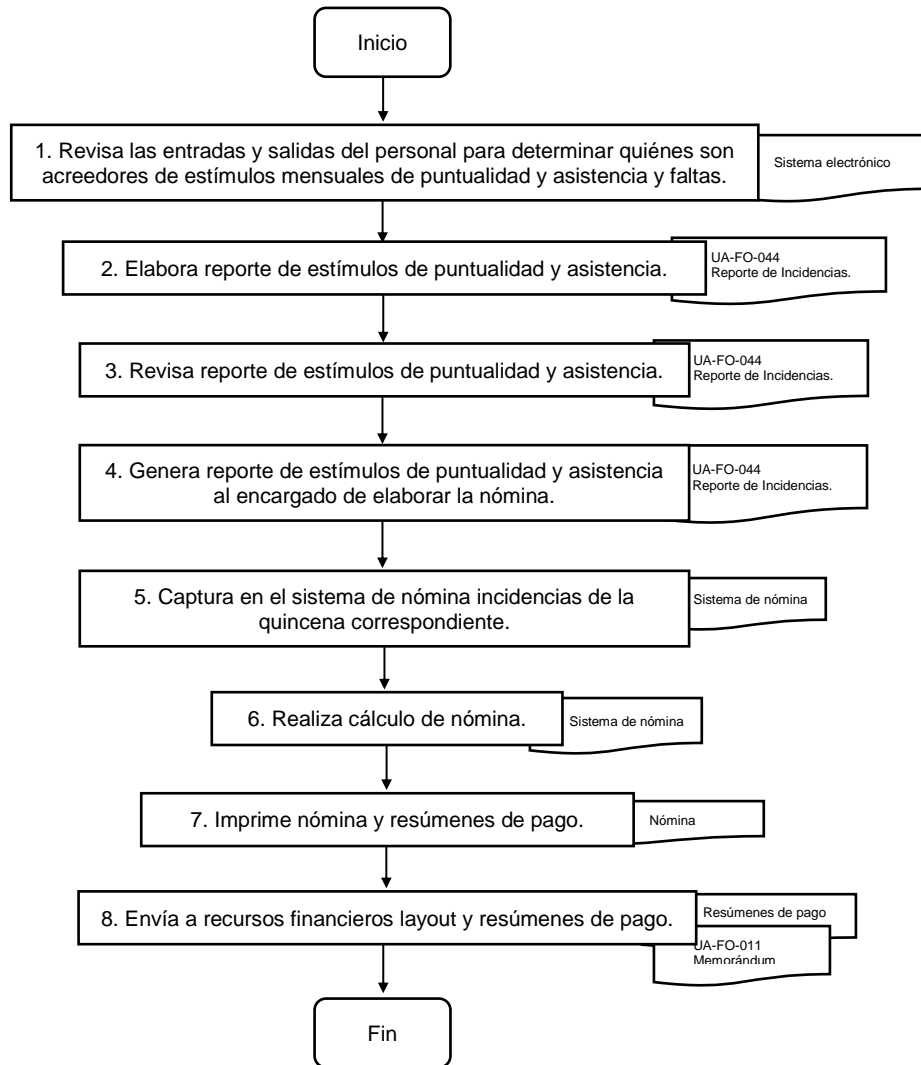 Inicio
1. Revisa las entradas y salidas del personal para determinar quiénes son
acreedores de estímulos mensuales de puntualidad y asistencia y faltas.
Sistema electrónico
2. Elabora reporte de estímulos de puntualidad y asistencia.
UA-FO-044
Reporte de Incidencias.
3. Revisa reporte de estímulos de puntualidad y asistencia.
UA-FO-044
Reporte de Incidencias.
4. Genera reporte de estímulos de puntualidad y asistencia
al encargado de elaborar la nómina.
UA-FO-044
Reporte de Incidencias.
5. Captura en el sistema de nómina incidencias de la
quincena correspondiente.
Sistema de nómina
6. Realiza cálculo de nómina.
Sistema de nómina
7. Imprime nómina y resúmenes de pago.
Nómina
8. Envía a recursos financieros layout y resúmenes de pago.
Resúmenes de pago
UA-FO-011
Memorándum
Fin